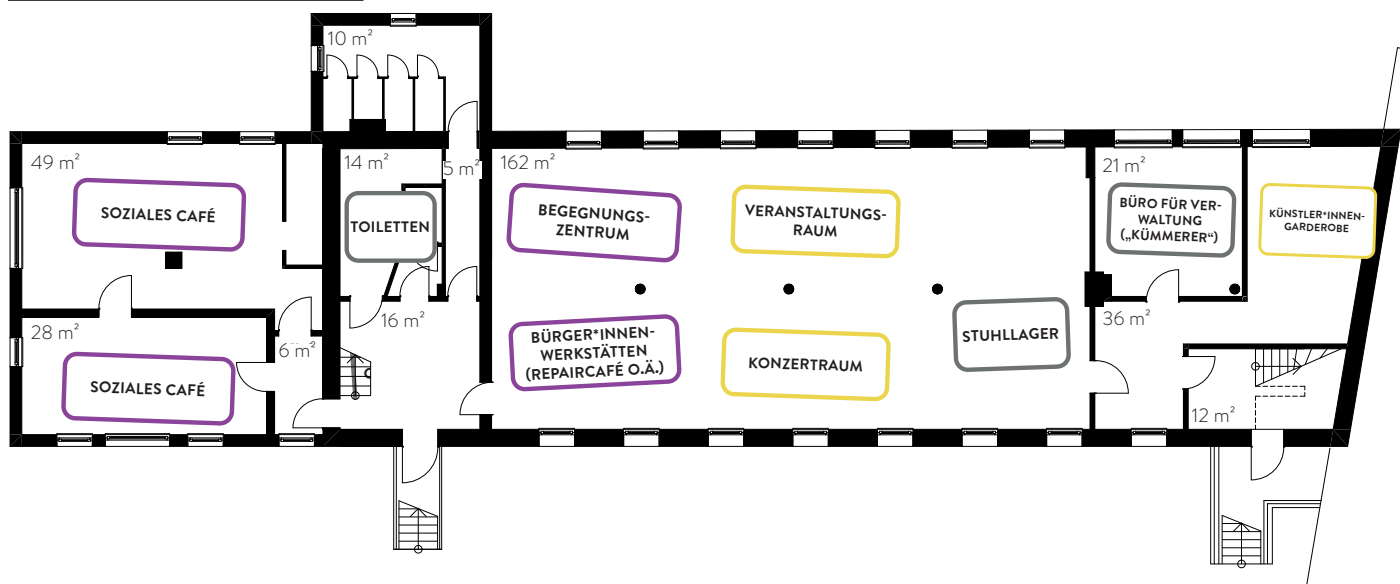 10 m²
49 m²
SOZIALES CAFÉ
28 m²
SOZIALES CAFÉ
6 m²
14 m²
TOILETTEN
5 m²
16 m²
162 m²
BEGEGNUNGS-
ZENTRUM
VERANSTALTUNGS-
RAUM
BÜRGER*INNEN-
WERKSTÄTTEN
(REPAIRCAFÉ O.Ä.)
KONZERTRAUM
STUHLLAGER
21 m²
BÜRO FÜR VER-
WALTUNG
(„KÜMMERER“)
KÜNSTLER*INNEN-
GARDEROBE
36 m²
12 m²